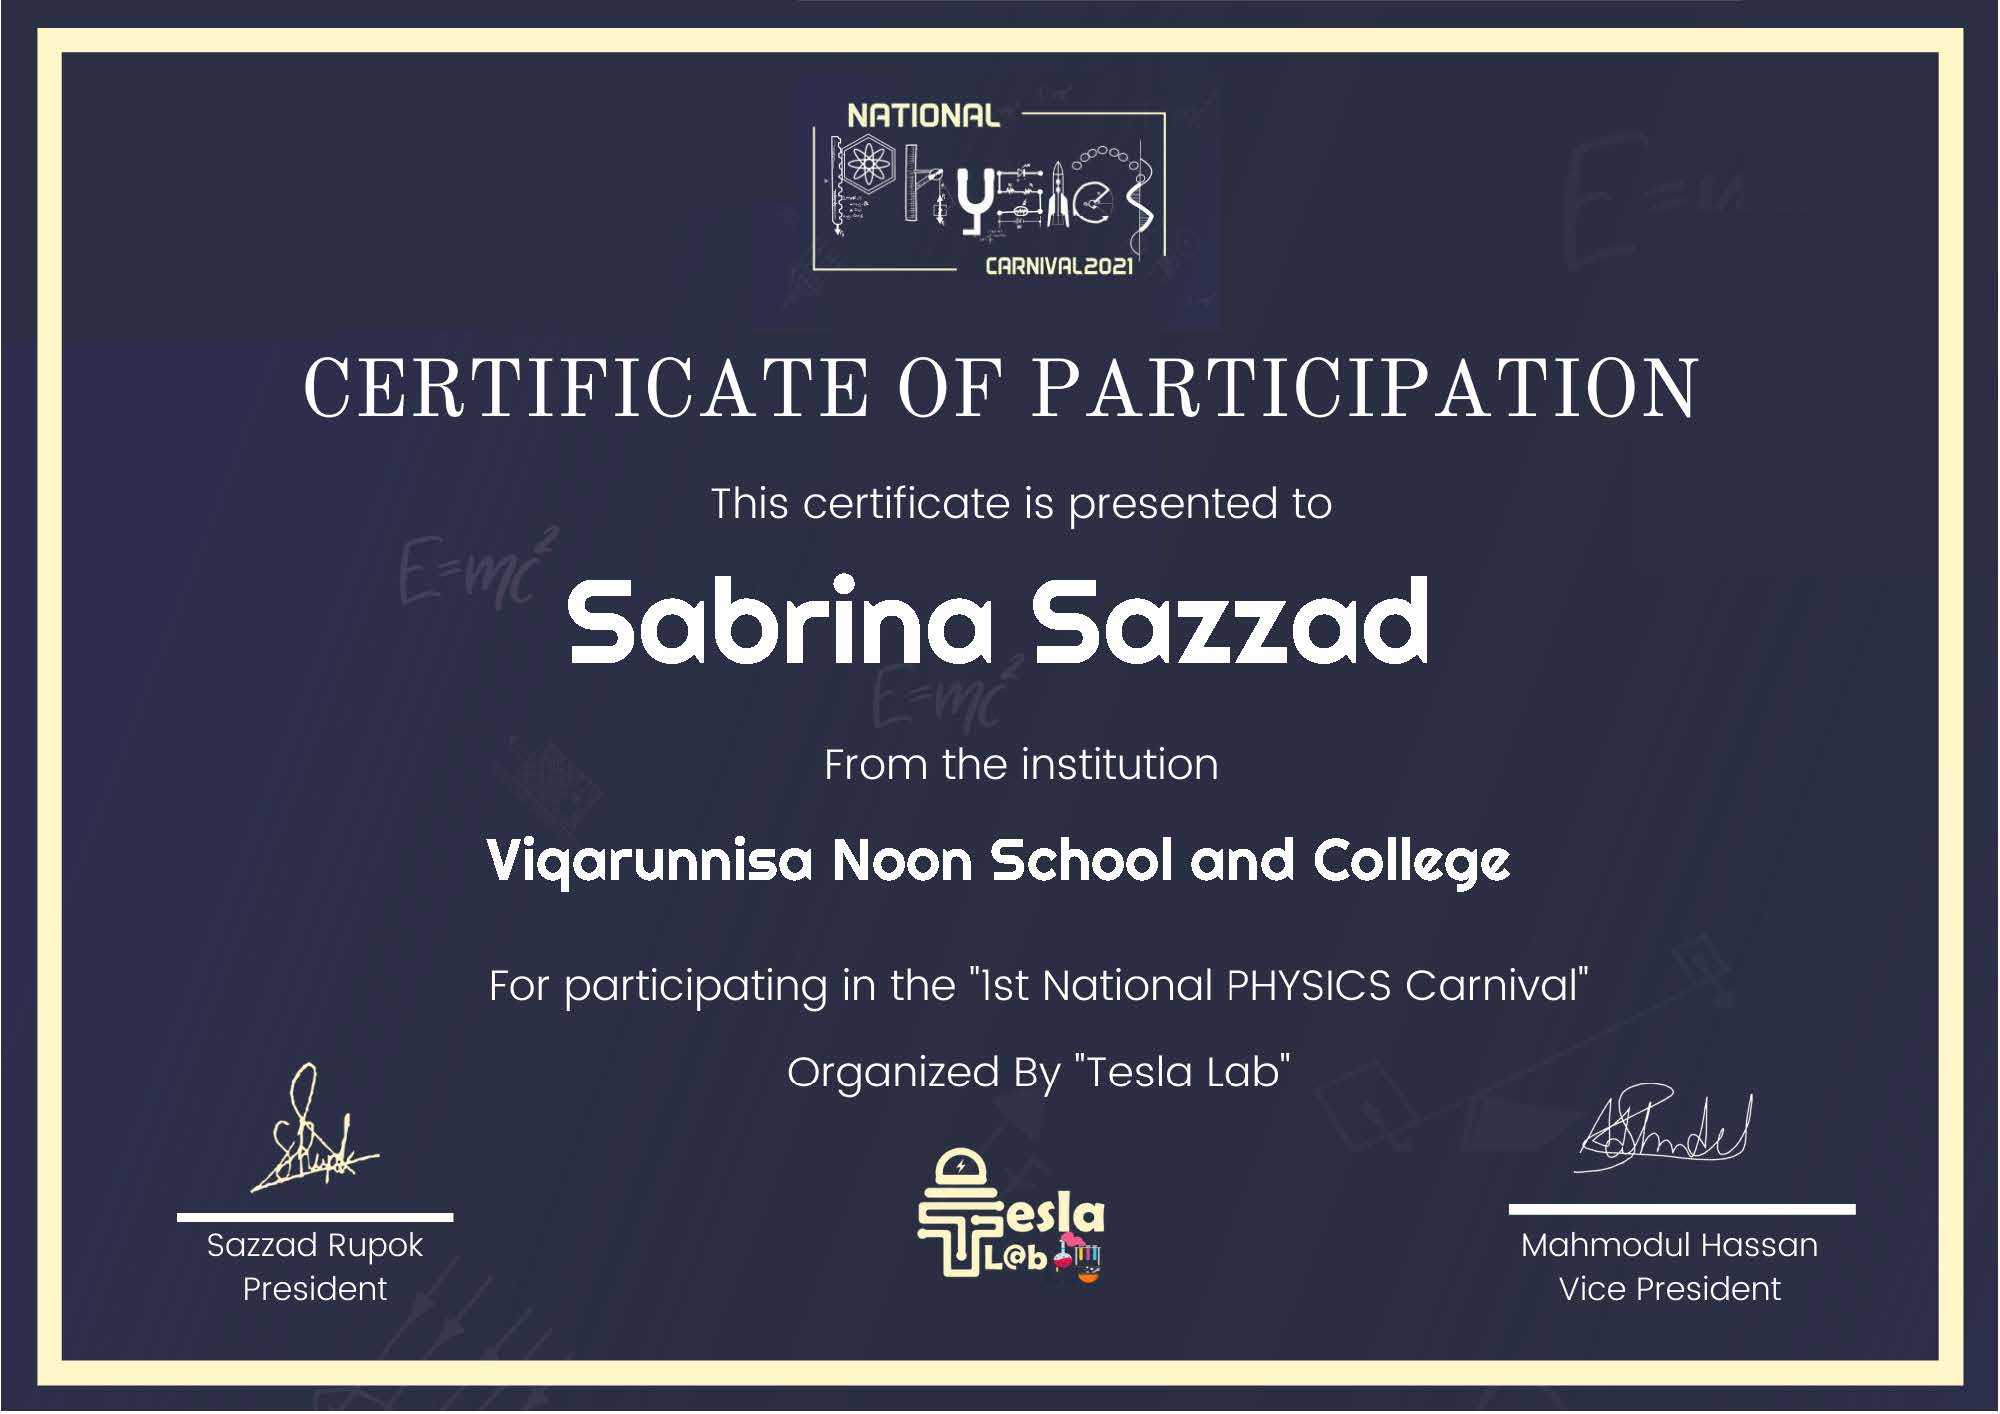 NATIONAL
Physics
CARNIVAL2021
CERTIFICATE OF PARTICIPATION
This certificate is presented to
E=mc²
Sabrina Sazzad
E=mc²
From the institution
Viqarunnisa Noon School and College
For participating in the "1st National PHYSICS Carnival"
Organized By "Tesla Lab"
Tesla
L@b
Sazzad Rupok
President
Mahmodul Hassan
Vice President